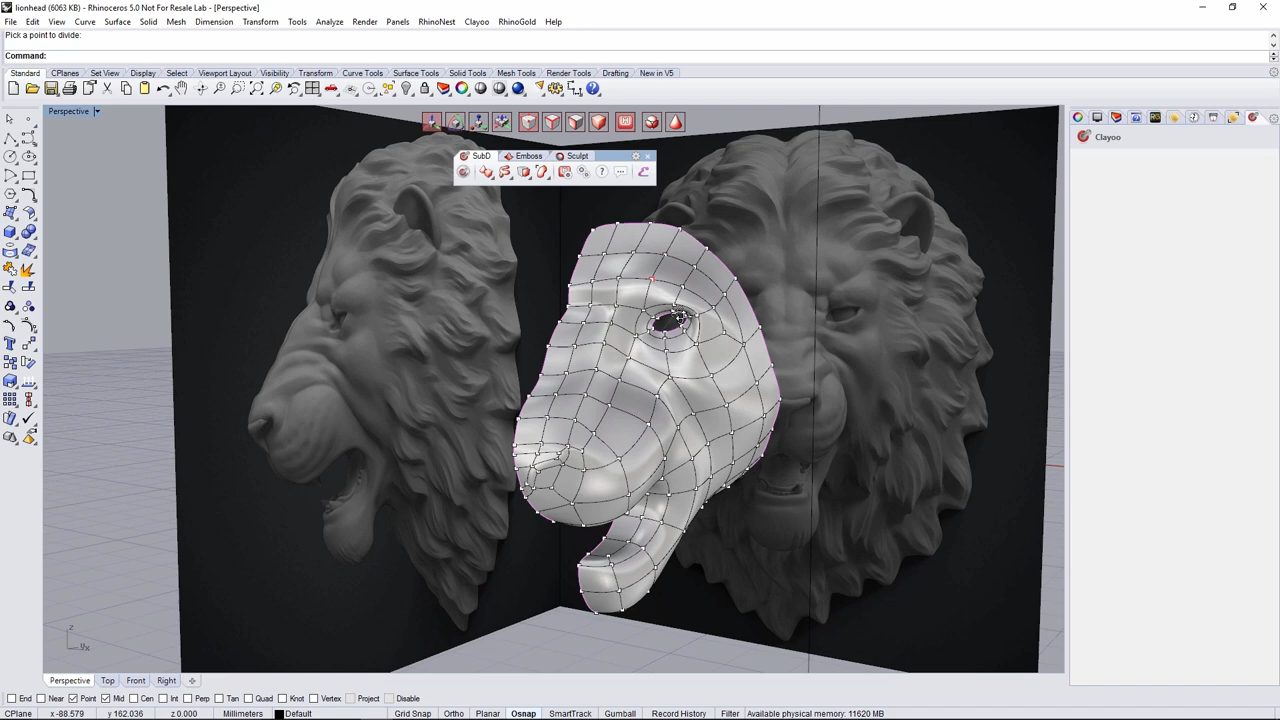 lionhead (6063 KB) - Rhinoceros 5.0 Not For Resale Lab - [Perspective]
File Edit View Curve Surface Solid Mesh Dimension Transform Tools Analyze Render Panels RhinoNest Clayoo RhinoGold Help
Pick a point to divide:
Command:
Standard CPlanes Set View Display Select Viewport Layout Visibility Transform Curve Tools Surface Tools Solid Tools Mesh Tools Render Tools Drafting New in V5
Perspective
Clayoo
SubD Emboss Sculpt
z
yx
Perspective Top Front Right
End Near Point Mid Cen Int Perp Tan Quad Knot Vertex Project Disable
CPlane x -88.579 y 162.036 z 0.000 Millimeters Default Grid Snap Ortho Planar Osnap SmartTrack Gumball Record History Filter Available physical memory: 11620 MB